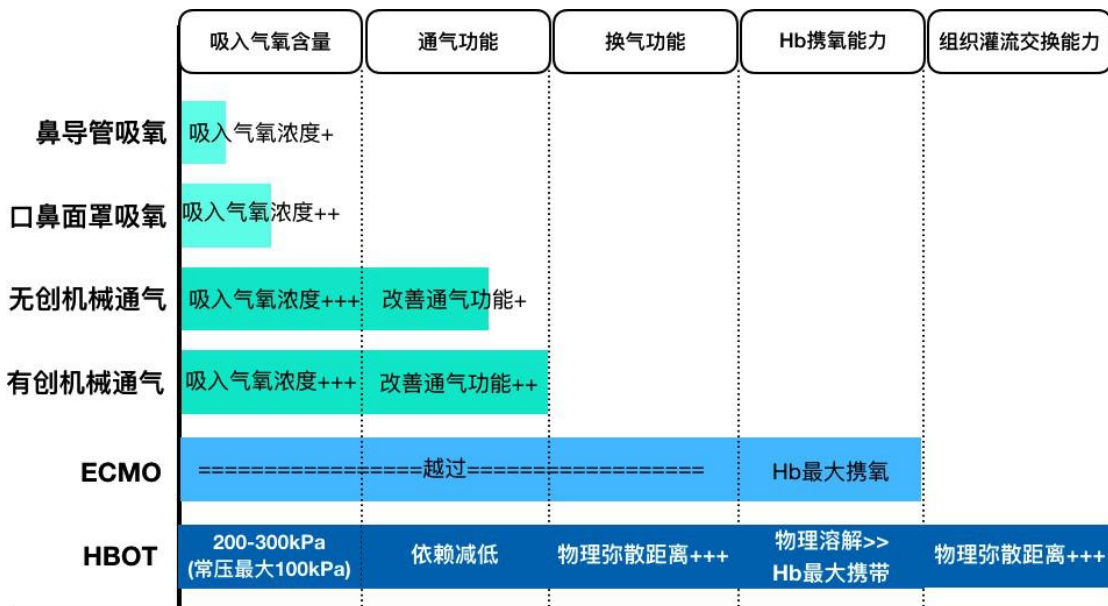 吸入气氧含量 通气功能 换气功能 Hb携氧能力 组织灌流交换能力
鼻导管吸氧 吸入气氧浓度+
口鼻面罩吸氧 吸入气氧浓度++
无创机械通气 吸入气氧浓度+++ 改善通气功能+
有创机械通气 吸入气氧浓度+++ 改善通气功能++
ECMO =================越过================== Hb最大携氧
HBOT 200-300kPa (常压最大100kPa) 依赖减低 物理弥散距离+++ 物理溶解>> Hb最大携带 物理弥散距离+++